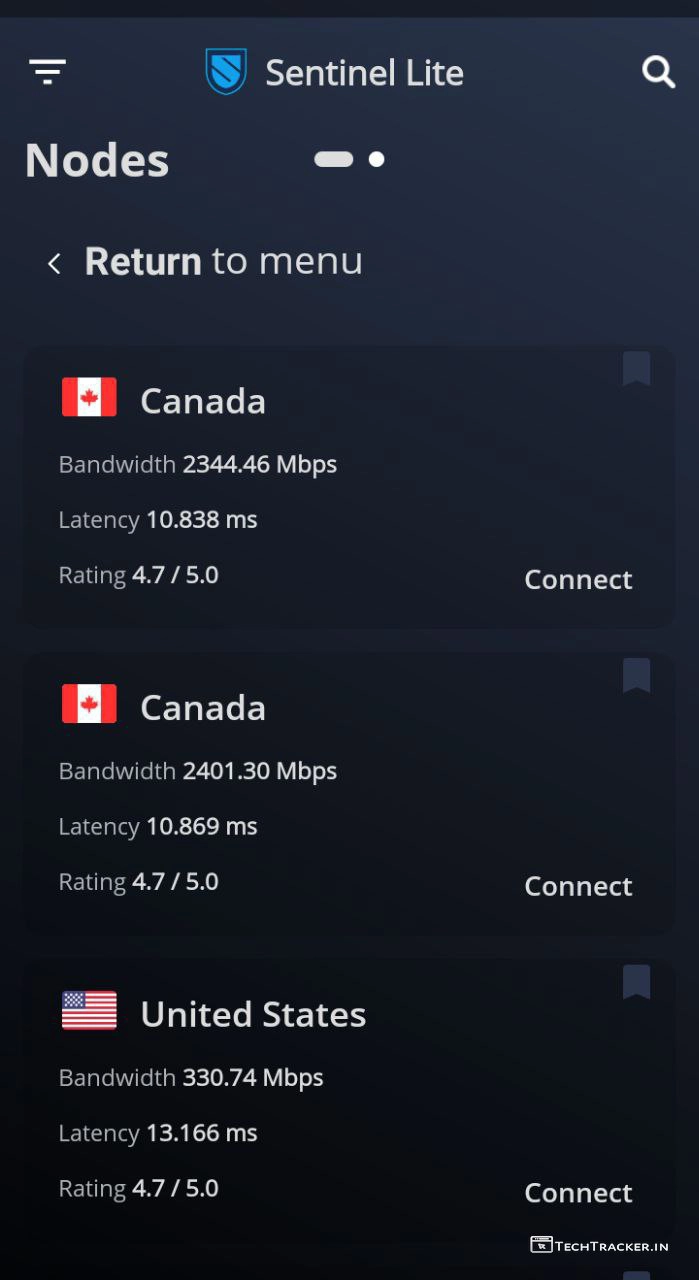 Sentinel Lite
Nodes
Return to menu
Canada
Bandwidth 2344.46 Mbps
Latency 10.838 ms
Rating 4.7 / 5.0
Connect
Canada
Bandwidth 2401.30 Mbps
Latency 10.869 ms
Rating 4.7 / 5.0
Connect
United States
Bandwidth 330.74 Mbps
Latency 13.166 ms
Rating 4.7 / 5.0
Connect
TECHTRACKER.IN